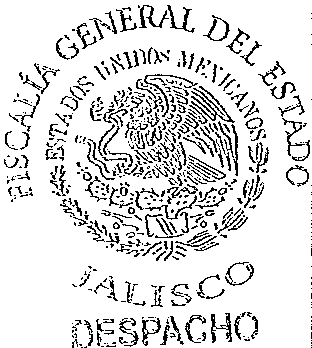 FISCALÍA GENERAL DEL ESTADO
ESTADOS UNIDOS MEXICANOS
JALISCO
DESPACHO